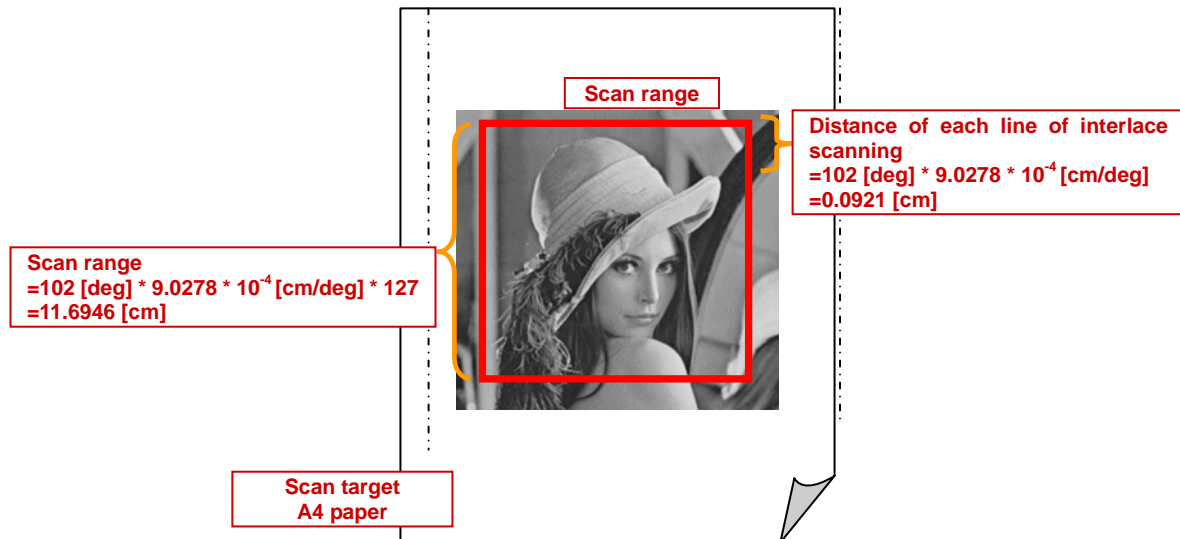 Scan range
Distance of each line of interlace
scanning
=102 [deg] * 9.0278 * 10⁻⁴ [cm/deg]
=0.0921 [cm]
Scan range
=102 [deg] * 9.0278 * 10⁻⁴ [cm/deg] * 127
=11.6946 [cm]
Scan target
A4 paper